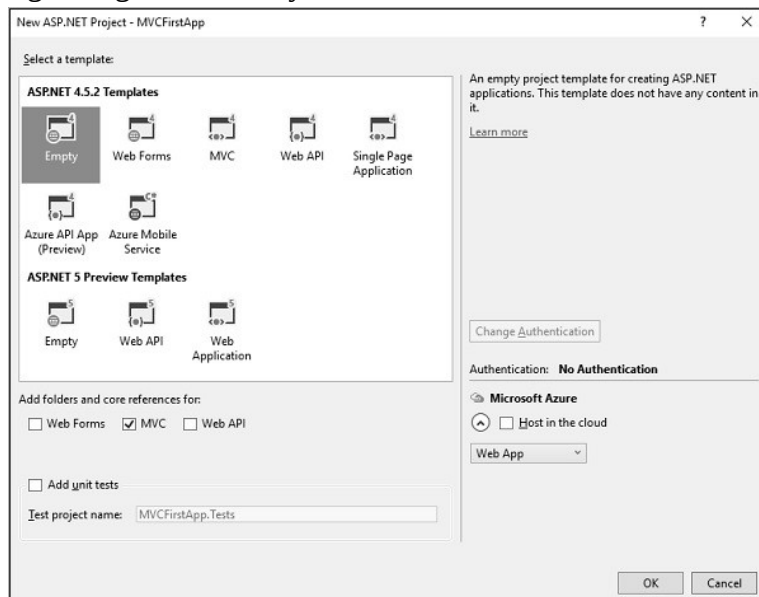 New ASP.NET Project - MVCFirstApp
? X
Select a template:
ASP.NET 4.5.2 Templates
Empty
Web Forms
MVC
Web API
Single Page
Application
Azure API App
(Preview)
Azure Mobile
Service
ASP.NET 5 Preview Templates
Empty
Web API
Web
Application
An empty project template for creating ASP.NET
applications. This template does not have any content in
it.
Learn more
Change Authentication
Authentication: No Authentication
Microsoft Azure
Host in the cloud
Web App
Add folders and core references for:
Web Forms MVC Web API
Add unit tests
Test project name: MVCFirstApp.Tests
OK Cancel